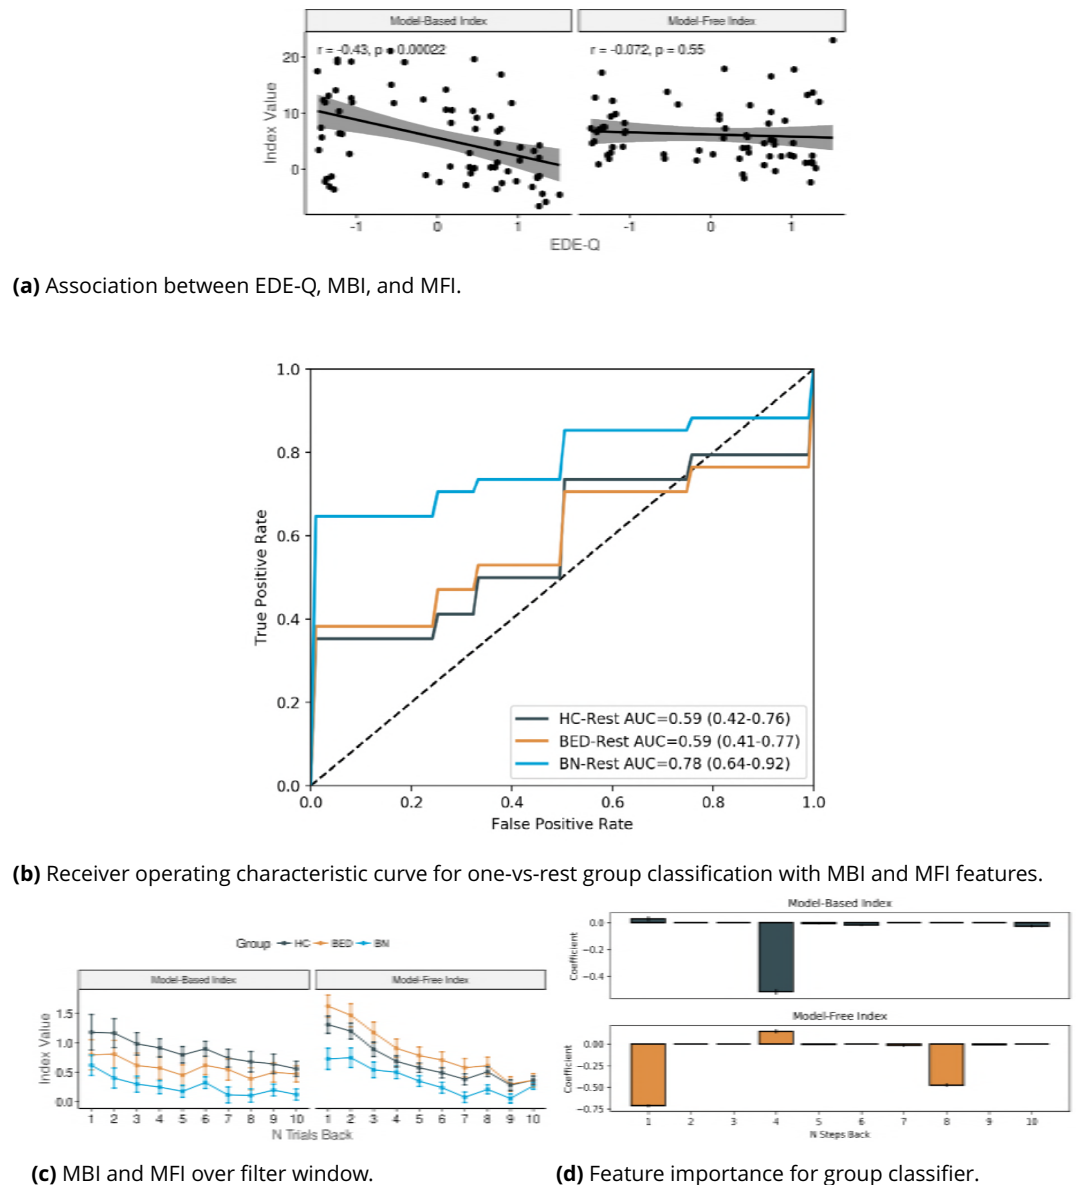 Model-Based Index
Model-Free Index
r = -0.43, p = 0.00022
r = -0.072, p = 0.55
20
10
0
Index Value
-1 0 1
-1 0 1
EDE-Q
(a) Association between EDE-Q, MBI, and MFI.
1.0
0.8
0.6
0.4
0.2
0.0
True Positive Rate
HC-Rest AUC=0.59 (0.42-0.76)
BED-Rest AUC=0.59 (0.41-0.77)
BN-Rest AUC=0.78 (0.64-0.92)
0.0 0.2 0.4 0.6 0.8 1.0
False Positive Rate
(b) Receiver operating characteristic curve for one-vs-rest group classification with MBI and MFI features.
Group HC BED BN
Model-Based Index
Model-Free Index
1.5
1.0
0.5
0.0
Index Value
1 2 3 4 5 6 7 8 9 10
1 2 3 4 5 6 7 8 9 10
N Trials Back
(c) MBI and MFI over filter window.
Model-Based Index
0.0
−0.2
−0.4
Coefficient
Model-Free Index
0.00
−0.25
−0.50
−0.75
Coefficient
1 2 3 4 5 6 7 8 9 10
N Steps Back
(d) Feature importance for group classifier.